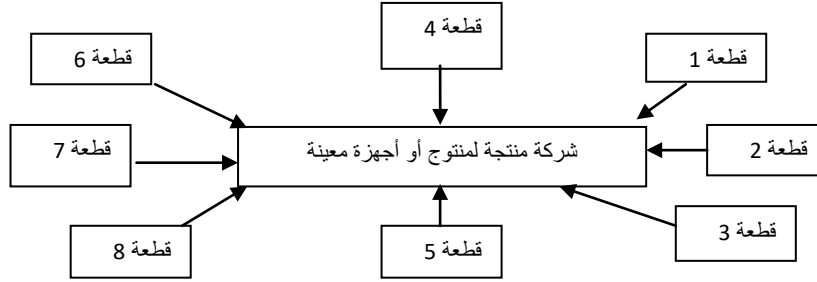 قطعة 4
قطعة 1
قطعة 6
شركة منتجة لمنتوج أو أجهزة معينة
قطعة 2
قطعة 7
قطعة 3
قطعة 5
قطعة 8